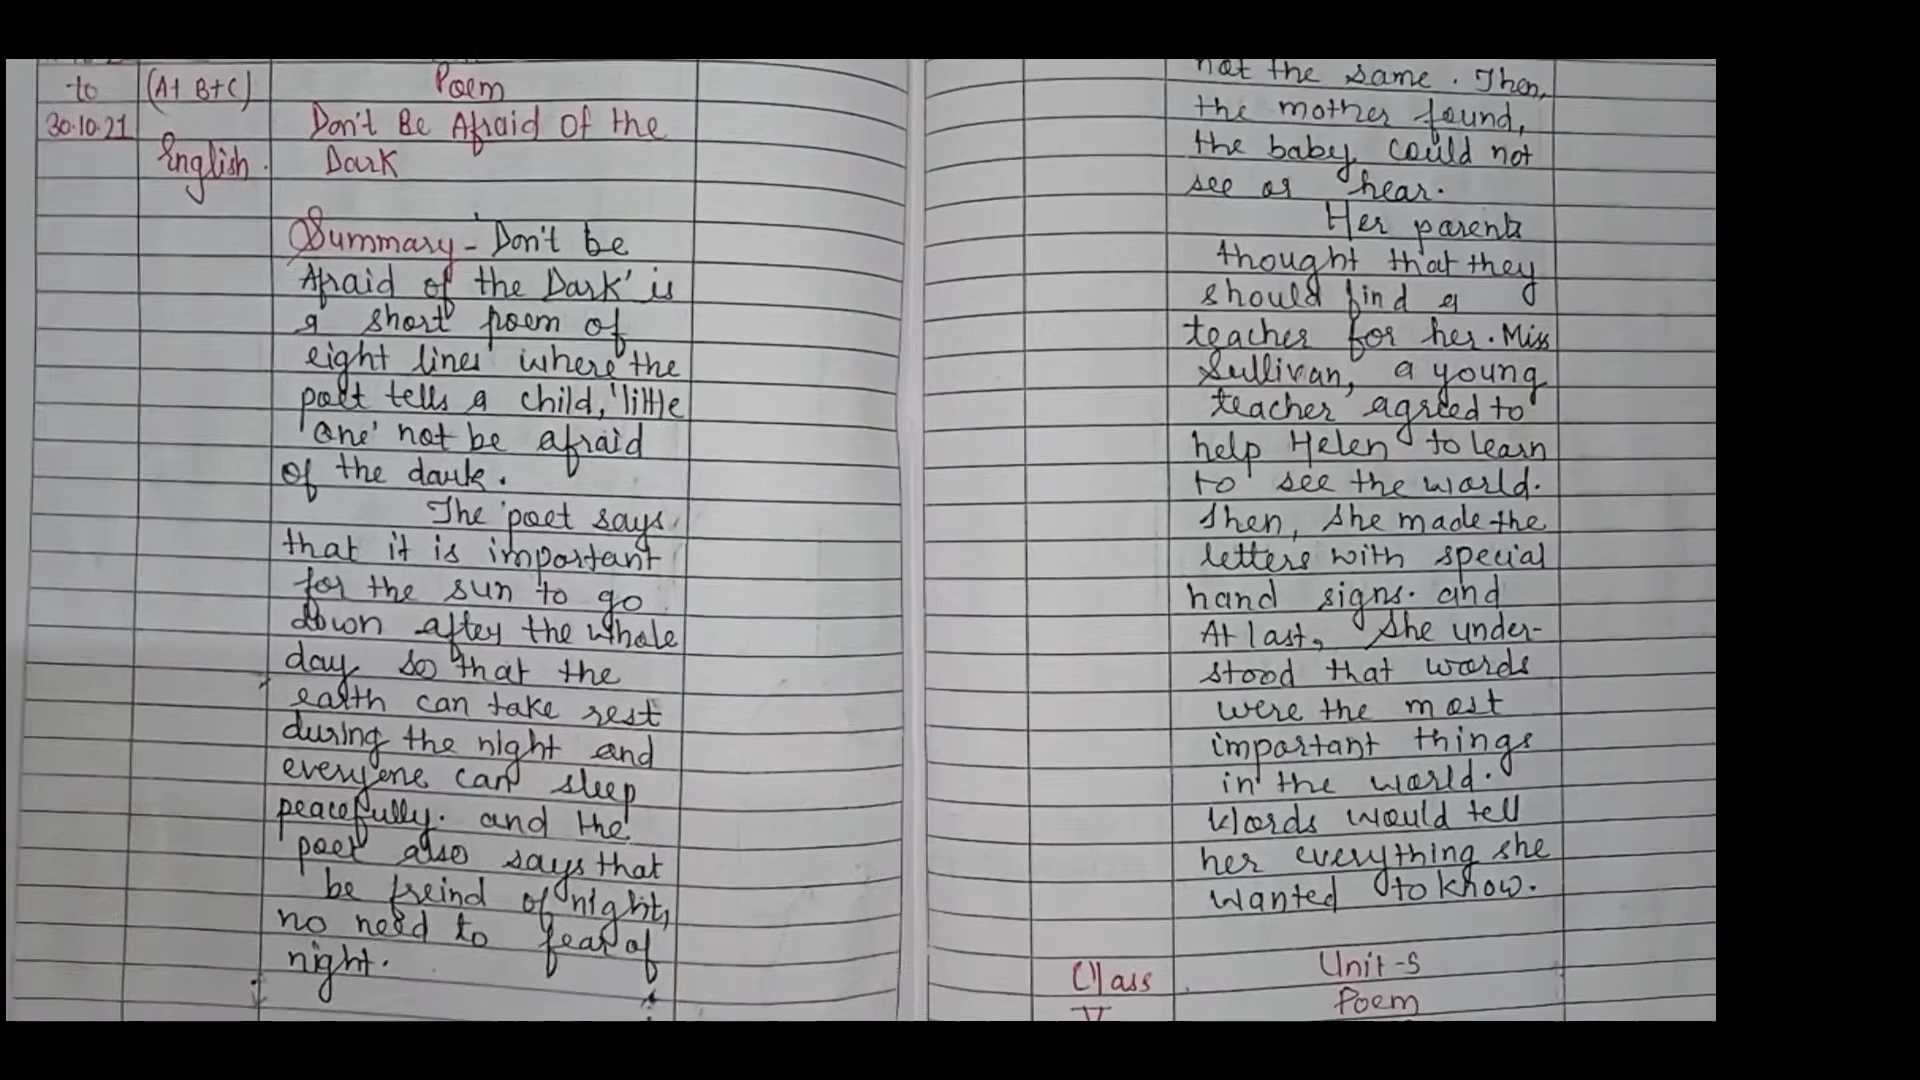 to
(A+ B+C)
Poem
30.10.21
Don't Be Afraid Of the
English.
Dark
Summary - Don't be
Afraid of the Dark' is
a short poem of
eight lines where the
poet tells a child, 'little
one' not be afraid
of the dark.
The poet says
that it is important
for the sun to go
down after the whole
day so that the
earth can take rest
during the night and
everyone can sleep
peacefully. and the
poet also says that
be freind of night,
no need to fear of
night.
not the same. Then,
the mother found,
the baby could not
see or hear.
Her parents
thought that they
should find a
teacher for her. Miss
Sullivan, a young
teacher agreed to
help Helen to learn
to see the world.
Then, she made the
letters with special
hand signs. and
At last, she under-
stood that words
were the most
important things
in the world.
Words would tell
her everything she
wanted to know.
Class
Unit-5
V
Poem